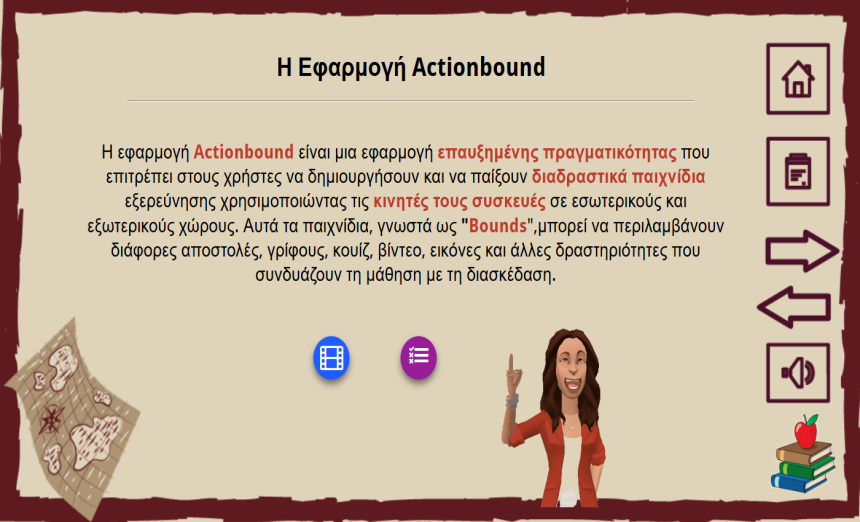 Η Εφαρμογή Actionbound
Η εφαρμογή Actionbound είναι μια εφαρμογή επαυξημένης πραγματικότητας που
επιτρέπει στους χρήστες να δημιουργήσουν και να παίξουν διαδραστικά παιχνίδια
εξερεύνησης χρησιμοποιώντας τις κινητές τους συσκευές σε εσωτερικούς και
εξωτερικούς χώρους. Αυτά τα παιχνίδια, γνωστά ως "Bounds",μπορεί να περιλαμβάνουν
διάφορες αποστολές, γρίφους, κουίζ, βίντεο, εικόνες και άλλες δραστηριότητες που
συνδυάζουν τη μάθηση με τη διασκέδαση.